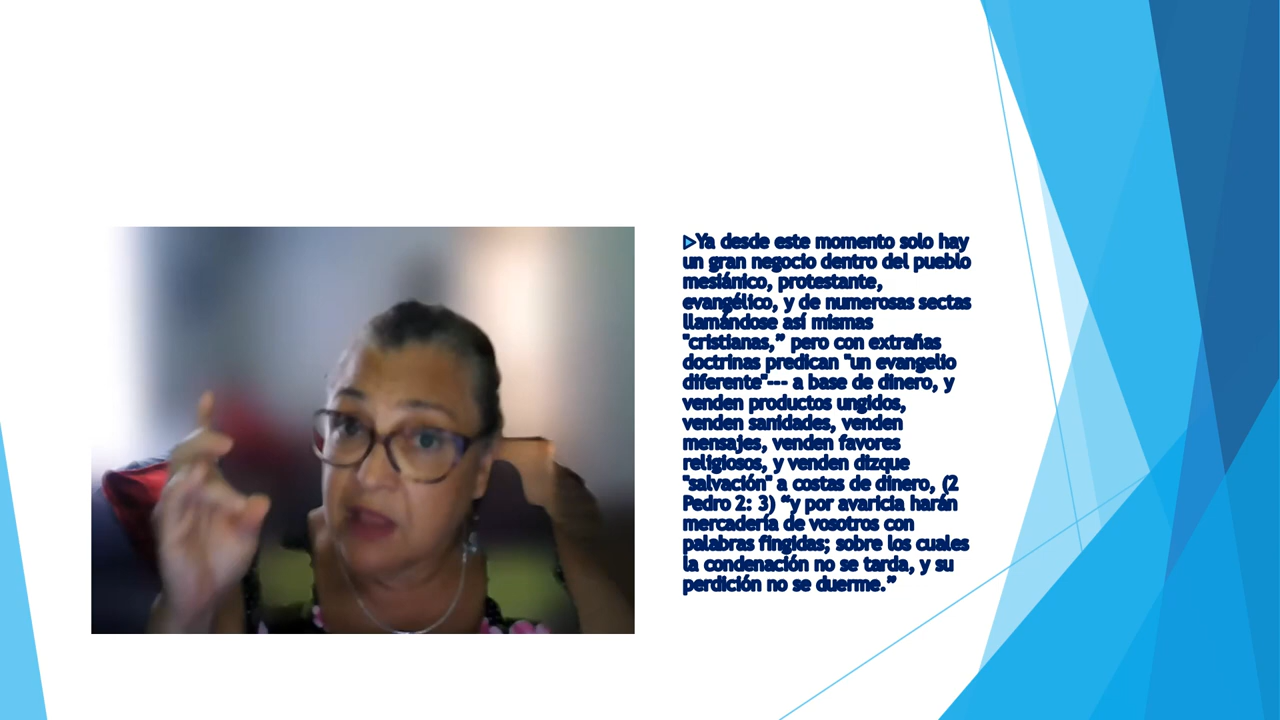 Ya desde este momento solo hay
un gran negocio dentro del pueblo
mesiánico, protestante,
evangélico, y de numerosas sectas
llamándose así mismas
"cristianas,” pero con extrañas
doctrinas predican "un evangelio
diferente"--- a base de dinero, y
venden productos ungidos,
venden sanidades, venden
mensajes, venden favores
religiosos, y venden dizque
"salvación" a costas de dinero, (2
Pedro 2: 3) “y por avaricia harán
mercadería de vosotros con
palabras fingidas; sobre los cuales
la condenación no se tarda, y su
perdición no se duerme.”